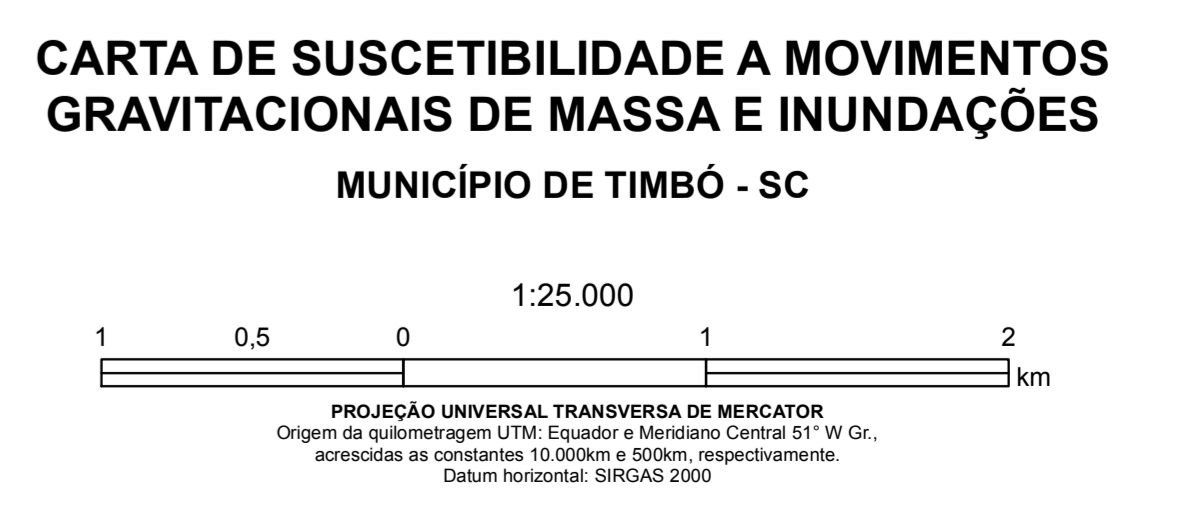 CARTA DE SUSCETIBILIDADE A MOVIMENTOS
GRAVITACIONAIS DE MASSA E INUNDAÇÕES
MUNICÍPIO DE TIMBÓ - SC
1:25.000
1 0,5 0 1 2
km
PROJEÇÃO UNIVERSAL TRANSVERSA DE MERCATOR
Origem da quilometragem UTM: Equador e Meridiano Central 51° W Gr.,
acrescidas as constantes 10.000km e 500km, respectivamente.
Datum horizontal: SIRGAS 2000